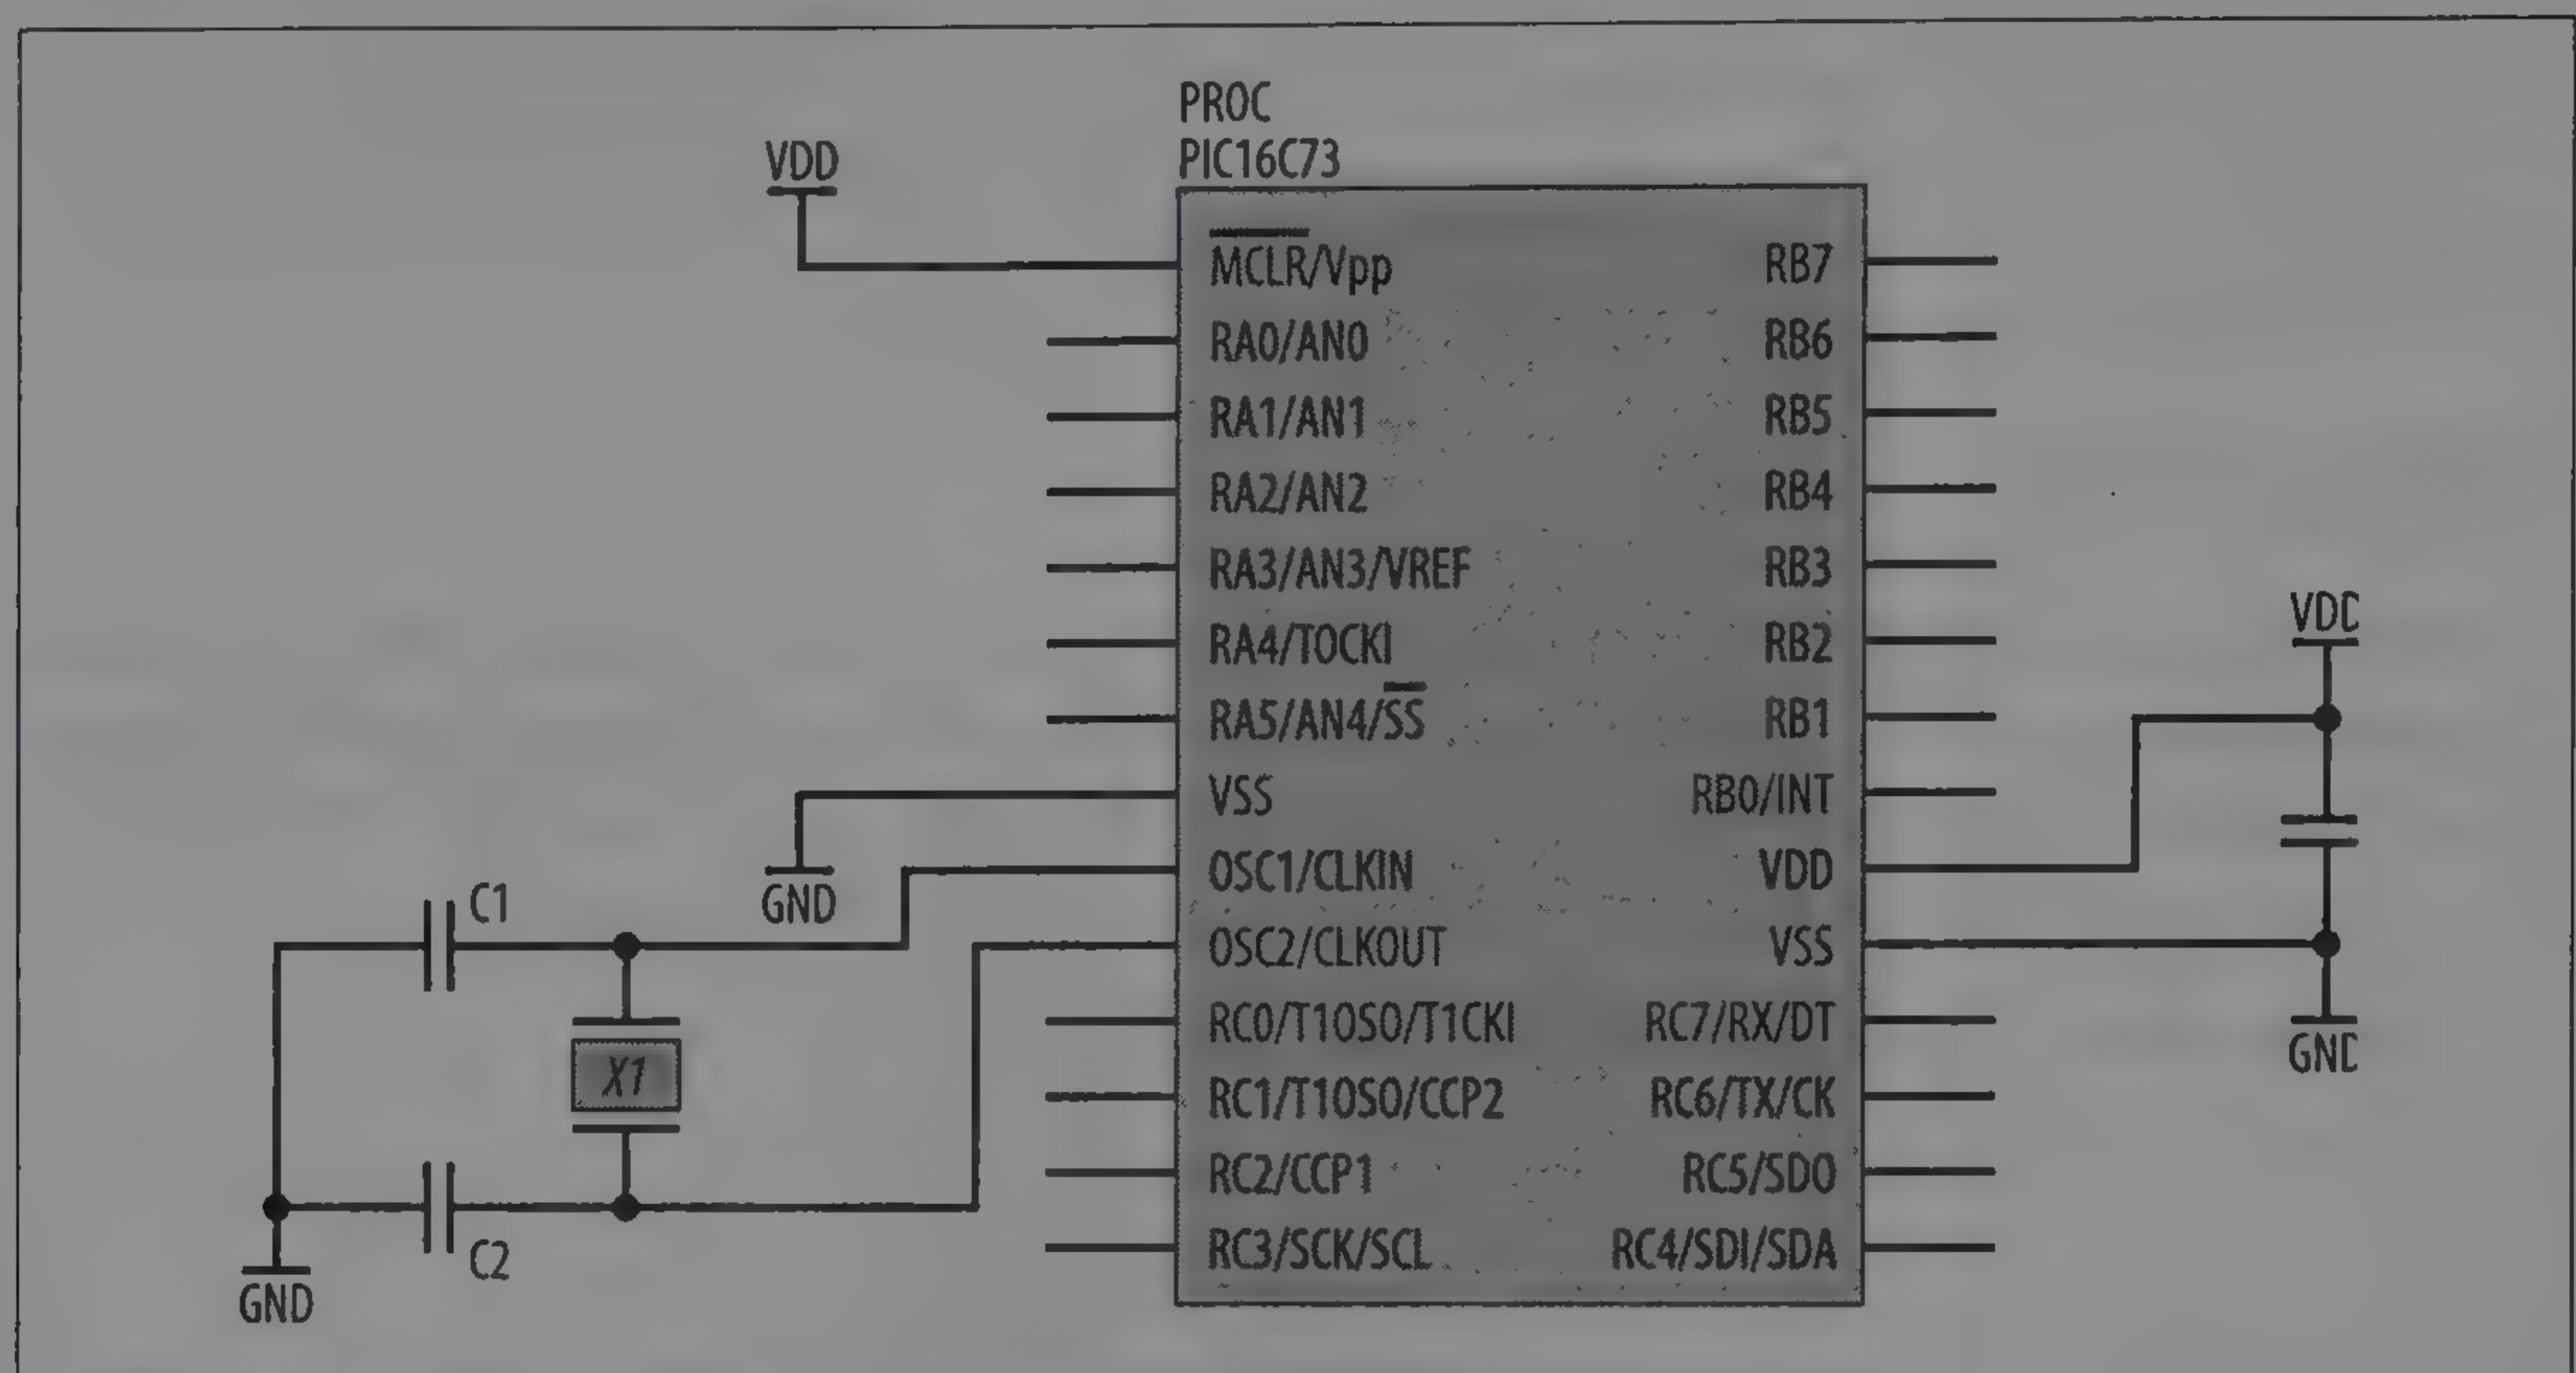 PROC
PIC16C73
VDD
MCLR/Vpp
RA0/AN0
RA1/AN1
RA2/AN2
RA3/AN3/VREF
RA4/TOCKI
RA5/AN4/SS
VSS
OSC1/CLKIN
OSC2/CLKOUT
RC0/T1OSO/T1CKI
RC1/T1OSO/CCP2
RC2/CCP1
RC3/SCK/SCL
RB7
RB6
RB5
RB4
RB3
RB2
RB1
RB0/INT
VDD
VSS
RC7/RX/DT
RC6/TX/CK
RC5/SDO
RC4/SDI/SDA
GND
C1
X1
C2
GND
VDD
GND